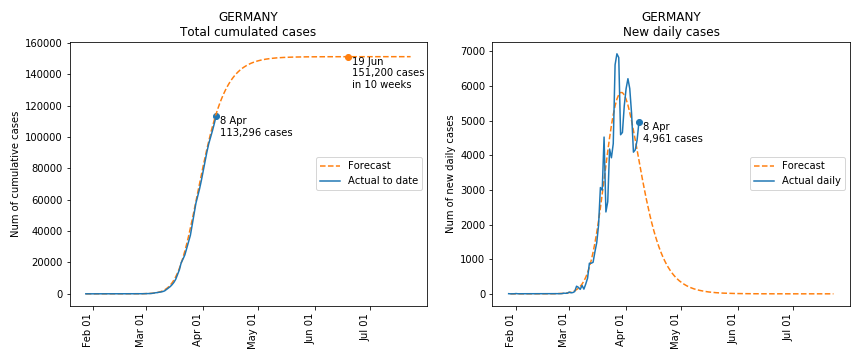 GERMANY
Total cumulated cases
Num of cumulative cases
160000
140000
120000
100000
80000
60000
40000
20000
0
19 Jun
151,200 cases
in 10 weeks
8 Apr
113,296 cases
Forecast
Actual to date
Feb 01
Mar 01
Apr 01
May 01
Jun 01
Jul 01
GERMANY
New daily cases
Num of new daily cases
7000
6000
5000
4000
3000
2000
1000
0
8 Apr
4,961 cases
Forecast
Actual daily
Feb 01
Mar 01
Apr 01
May 01
Jun 01
Jul 01